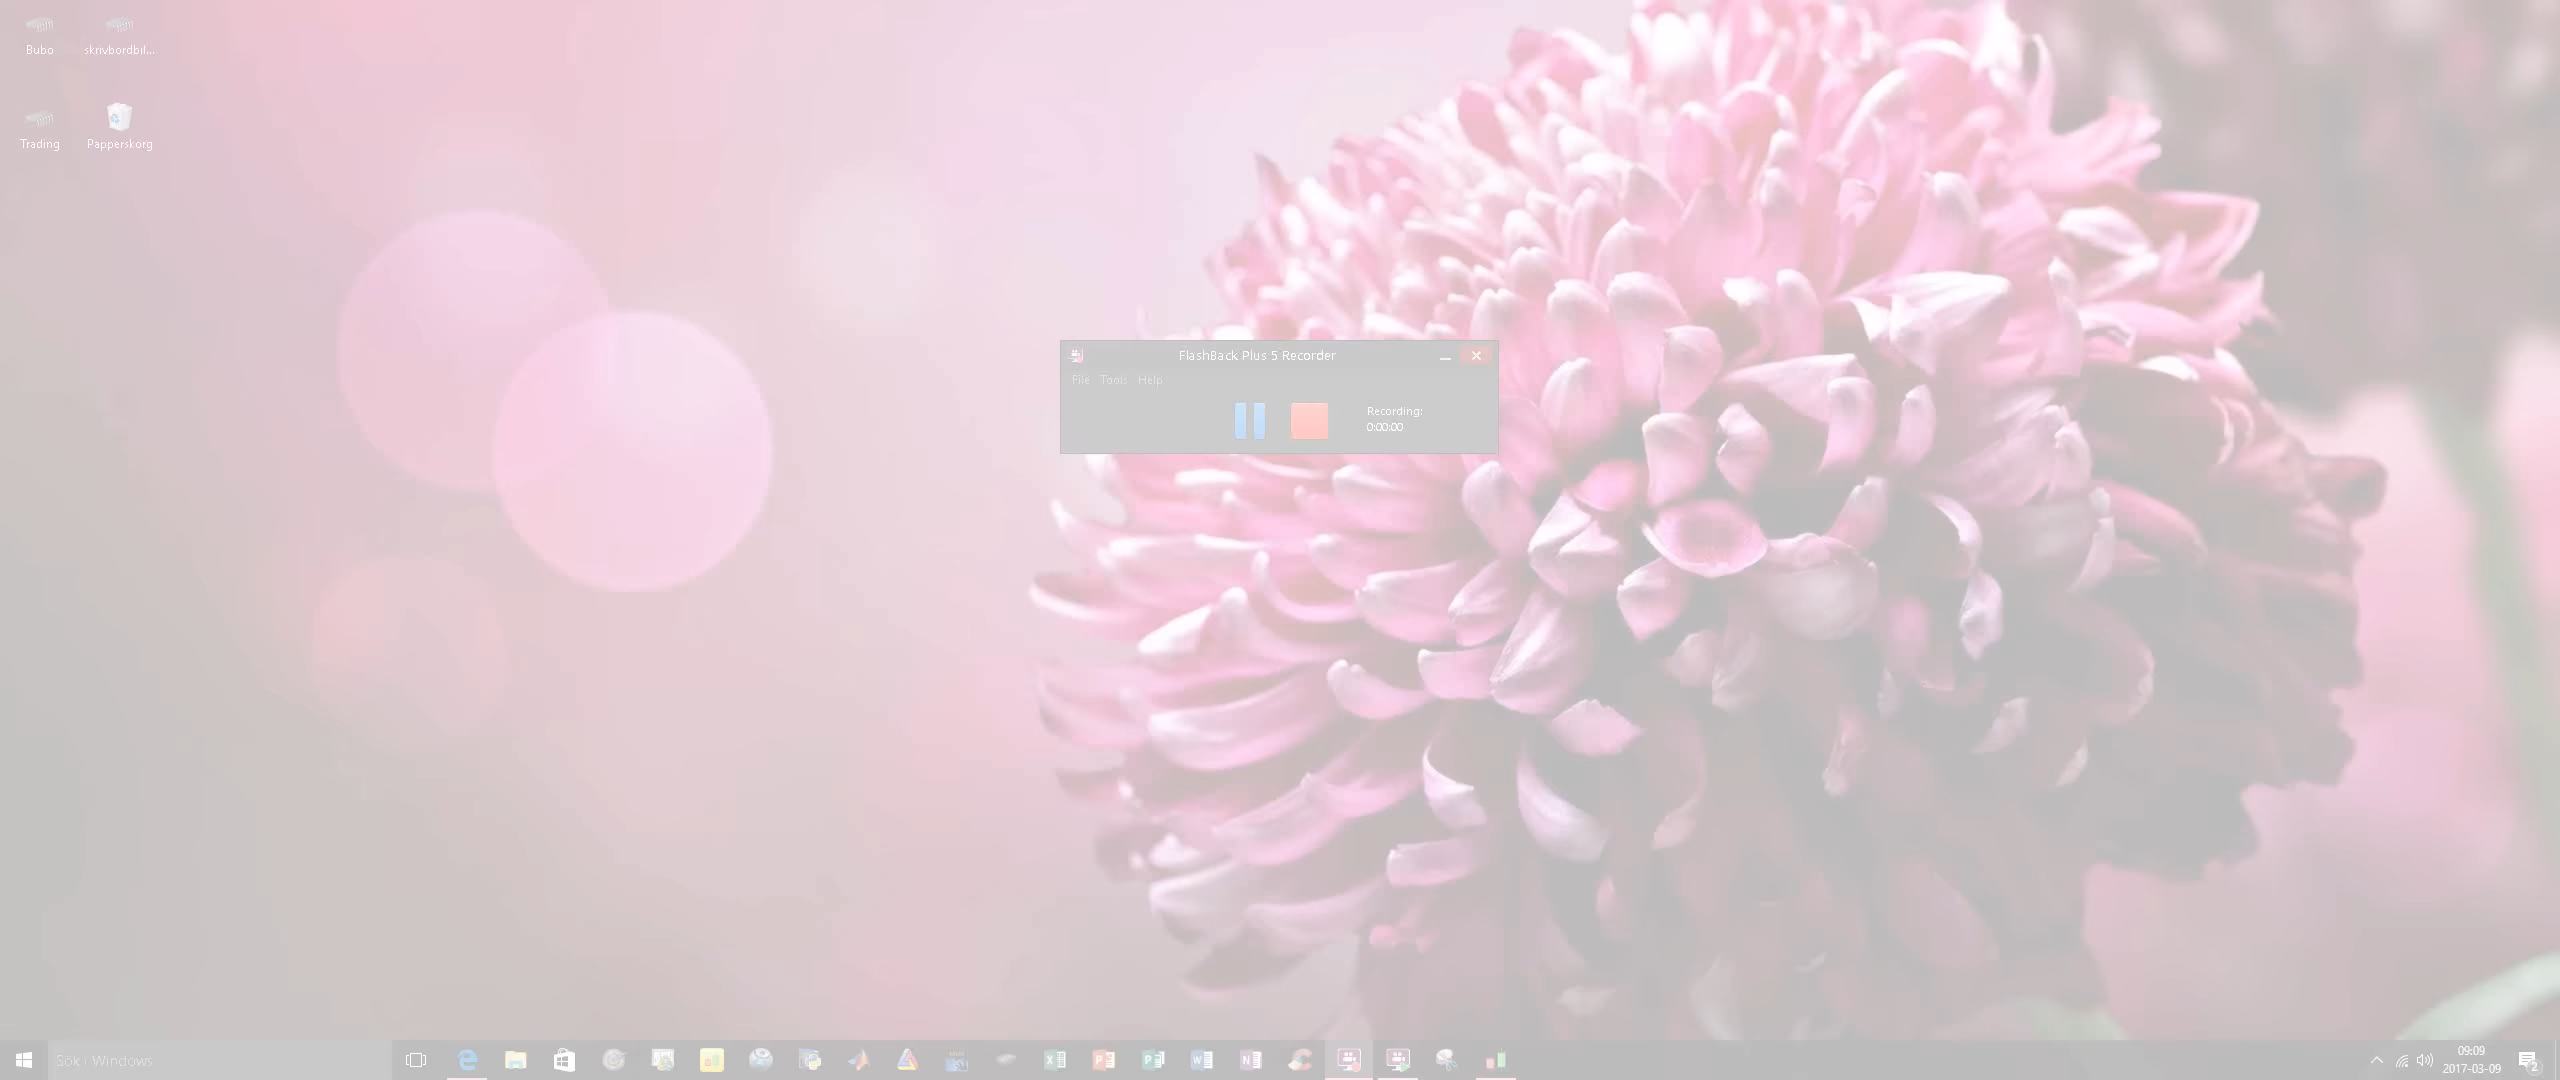 Bubo
skrivbordbil...
Trading
Papperskorg
FlashBack Plus 5 Recorder
File Tools Help
Recording:
0:00:00
Sök i Windows
09:09
2017-03-09
2